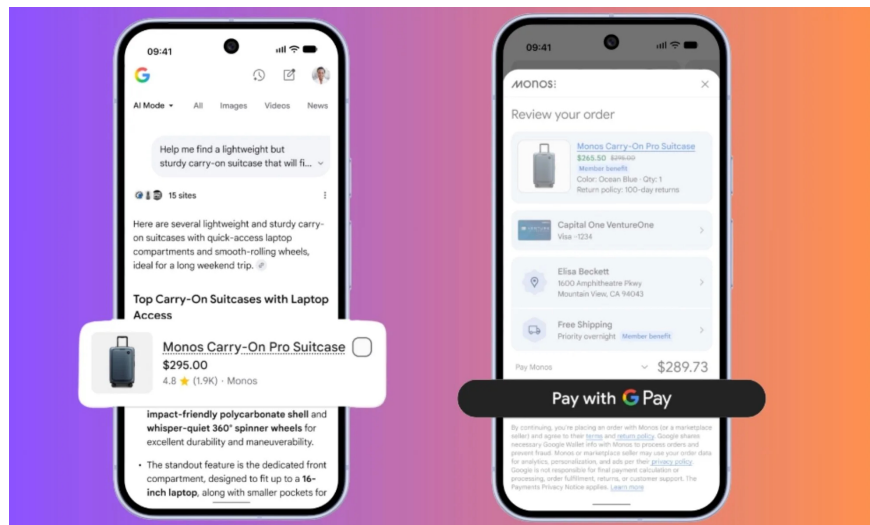 09:41
AI Mode
All
Images
Videos
News
Help me find a lightweight but
sturdy carry-on suitcase that will fi...
15 sites
Here are several lightweight and sturdy carry-
on suitcases with quick-access laptop
compartments and smooth-rolling wheels,
ideal for a long weekend trip.
Top Carry-On Suitcases with Laptop
Access
Monos Carry-On Pro Suitcase
$295.00
4.8 ★ (1.9K) · Monos
impact-friendly polycarbonate shell and
whisper-quiet 360° spinner wheels for
excellent durability and maneuverability.
• The standout feature is the dedicated front
compartment, designed to fit up to a 16-
inch laptop, along with smaller pockets for
09:41
MONOS
Review your order
Monos Carry-On Pro Suitcase
$265.50 $295.00
Member benefit
Color: Ocean Blue · Qty: 1
Return policy: 100-day returns
Capital One VentureOne
Visa ··1234
Elisa Beckett
1600 Amphitheatre Pkwy
Mountain View, CA 94043
Free Shipping
Priority overnight Member benefit
Pay Monos
$289.73
Pay with G Pay
By continuing, you're placing an order with Monos (or a marketplace
seller) and agree to their terms and return policy. Google shares
necessary Google Wallet info with Monos to process orders and
prevent fraud. Monos or marketplace seller may use your order data
for analytics, personalization, and ads per their privacy policy.
Google is not responsible for final payment calculation or
processing, order fulfillment, returns, or customer support. The
Payments Privacy Notice applies. Learn more